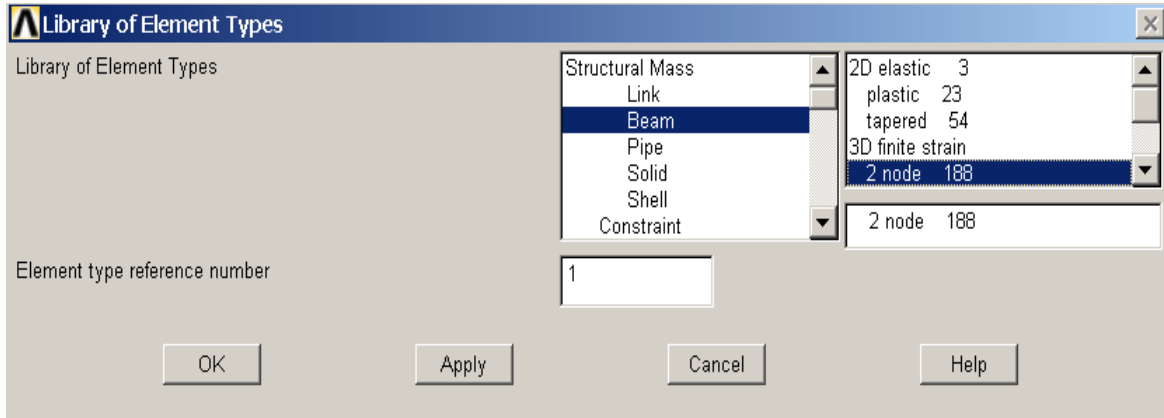 Library of Element Types
Library of Element Types
Structural Mass
Link
Beam
Pipe
Solid
Shell
Constraint
2D elastic 3
plastic 23
tapered 54
3D finite strain
2 node 188
2 node 188
Element type reference number
1
OK
Apply
Cancel
Help